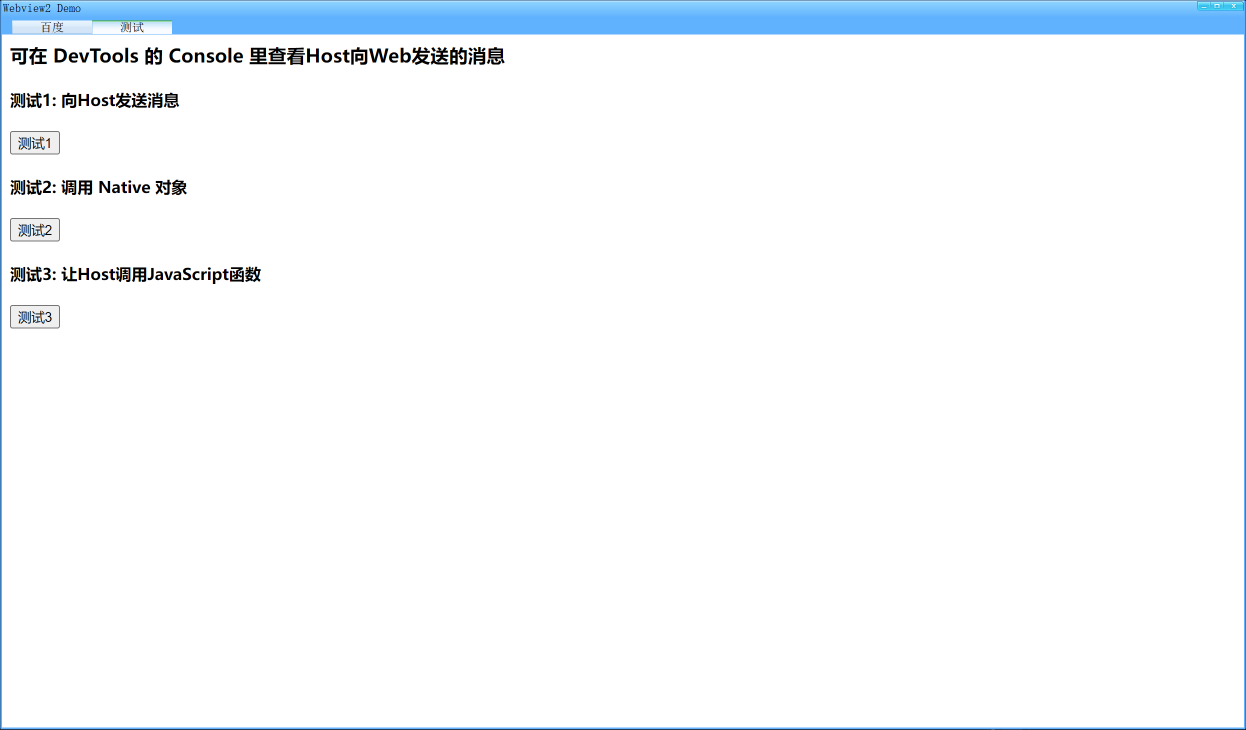 Webview2 Demo
百度 测试
可在 DevTools 的 Console 里查看Host向Web发送的消息
测试1: 向Host发送消息
测试1
测试2: 调用 Native 对象
测试2
测试3: 让Host调用JavaScript函数
测试3